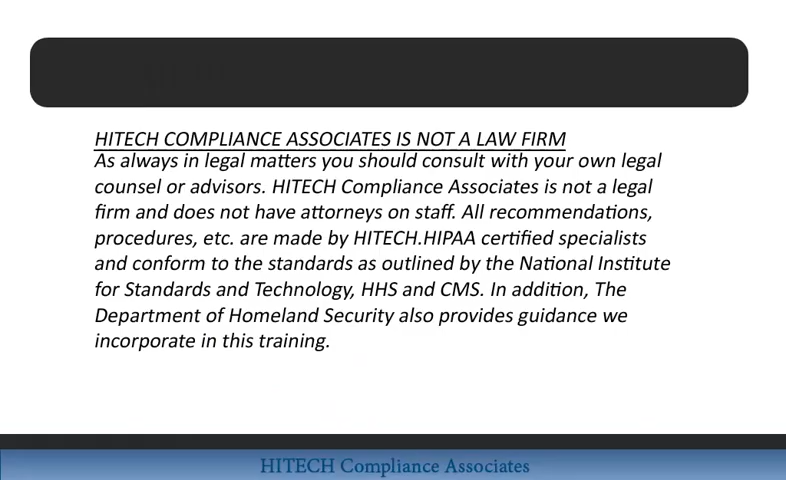 HITECH COMPLIANCE ASSOCIATES IS NOT A LAW FIRM
As always in legal matters you should consult with your own legal
counsel or advisors. HITECH Compliance Associates is not a legal
firm and does not have attorneys on staff. All recommendations,
procedures, etc. are made by HITECH.HIPAA certified specialists
and conform to the standards as outlined by the National Institute
for Standards and Technology, HHS and CMS. In addition, The
Department of Homeland Security also provides guidance we
incorporate in this training.
HITECH Compliance Associates